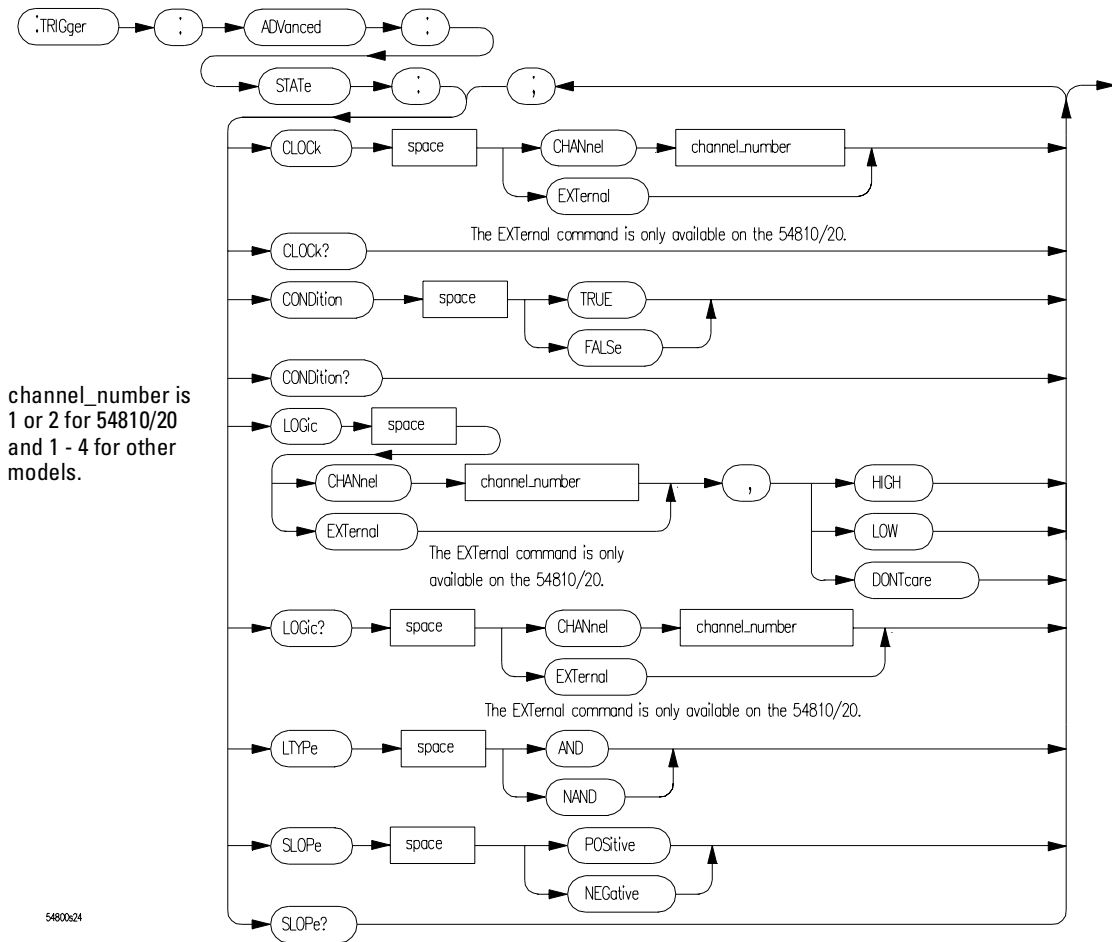 :TRIGger : ADVanced :
STATe : ;
CLOCk space CHANnel channel_number
EXTernal
The EXTernal command is only available on the 54810/20.
CLOCk?
CONDition space TRUE
FALSe
CONDition?
channel_number is
1 or 2 for 54810/20
and 1 - 4 for other
models.
LOGic space
CHANnel channel_number , HIGH
EXTernal LOW
The EXTernal command is only
available on the 54810/20.
DONTcare
LOGic? space CHANnel channel_number
EXTernal
The EXTernal command is only available on the 54810/20.
LTYPe space AND
NAND
SLOPe space POSitive
NEGative
54800s24
SLOPe?